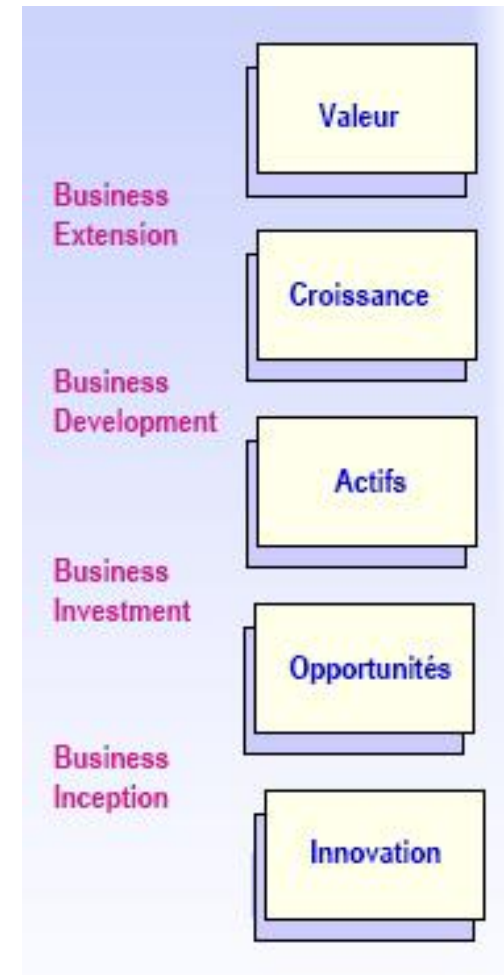 Valeur
Business
Extension
Croissance
Business
Development
Actifs
Business
Investment
Opportunités
Business
Inception
Innovation